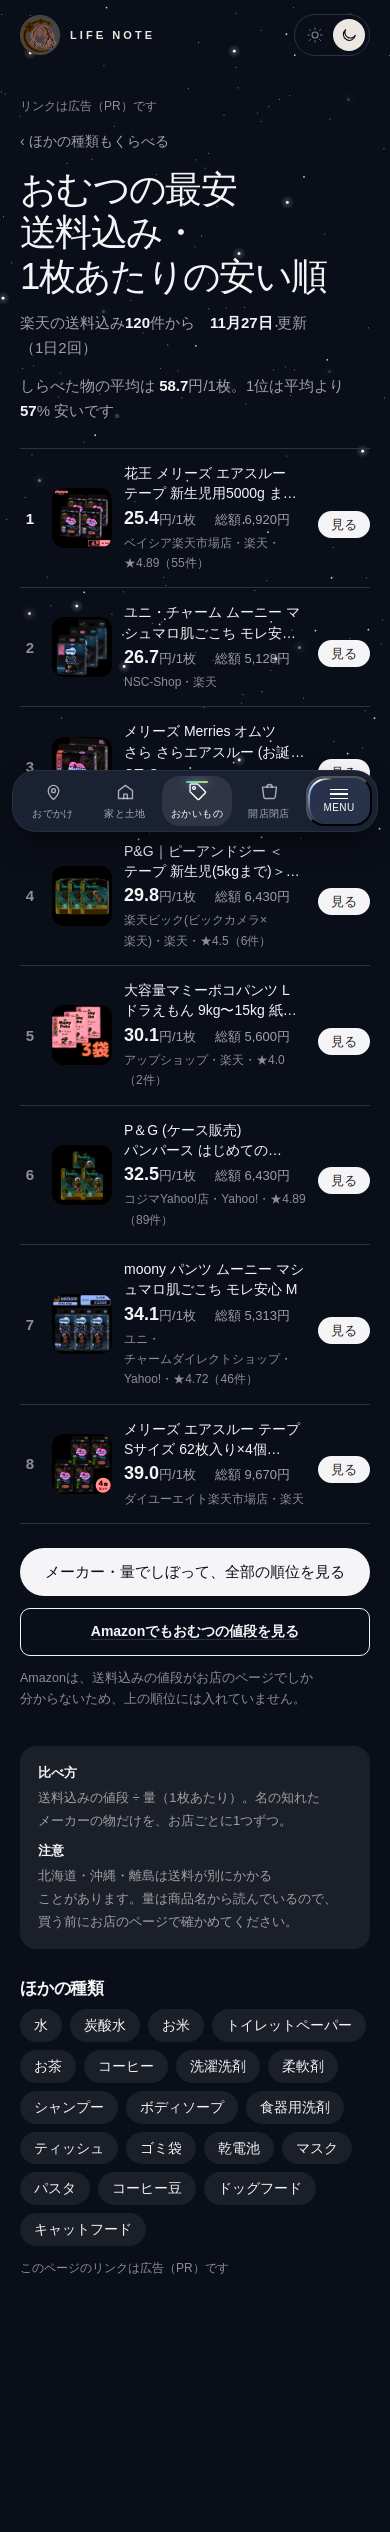 LIFE NOTE
リンクは広告（PR）です
‹ ほかの種類もくらべる
おむつの最安
送料込み・
1枚あたりの安い順
楽天の送料込み120件から 11月27日 更新
（1日2回）
しらべた物の平均は 58.7円/1枚。1位は平均より
57% 安いです。
1
花王 メリーズ エアスルー
テープ 新生児用5000g ま…
25.4円/1枚 総額 6,920円
ベイシア楽天市場店・楽天・
★4.89（55件）
見る
2
ユニ・チャーム ムーニー マ
シュマロ肌ごこち モレ安…
26.7円/1枚 総額 5,128円
NSC-Shop・楽天
見る
3
メリーズ Merries オムツ
さら さらエアスルー (お誕…
おでかけ
家と土地
おかいもの
開店閉店
MENU
4
P&G｜ピーアンドジー ＜
テープ 新生児(5kgまで)＞…
29.8円/1枚 総額 6,430円
楽天ビック(ビックカメラ×
楽天)・楽天・★4.5（6件）
見る
5
3袋
大容量マミーポコパンツ L
ドラえもん 9kg〜15kg 紙…
30.1円/1枚 総額 5,600円
アップショップ・楽天・★4.0
（2件）
見る
6
P＆G (ケース販売)
パンパース はじめての…
32.5円/1枚 総額 6,430円
コジマYahoo!店・Yahoo!・★4.89
（89件）
見る
7
moony パンツ ムーニー マシ
ュマロ肌ごこち モレ安心 M
34.1円/1枚 総額 5,313円
ユニ・
チャームダイレクトショップ・
Yahoo!・★4.72（46件）
見る
8
メリーズ エアスルー テープ
Sサイズ 62枚入り×4個…
39.0円/1枚 総額 9,670円
ダイユーエイト楽天市場店・楽天
見る
メーカー・量でしぼって、全部の順位を見る
Amazonでもおむつの値段を見る
Amazonは、送料込みの値段がお店のページでしか
分からないため、上の順位には入れていません。
比べ方
送料込みの値段 ÷ 量（1枚あたり）。名の知れた
メーカーの物だけを、お店ごとに1つずつ。
注意
北海道・沖縄・離島は送料が別にかかる
ことがあります。量は商品名から読んでいるので、
買う前にお店のページで確かめてください。
ほかの種類
水 炭酸水 お米 トイレットペーパー
お茶 コーヒー 洗濯洗剤 柔軟剤
シャンプー ボディソープ 食器用洗剤
ティッシュ ゴミ袋 乾電池 マスク
パスタ コーヒー豆 ドッグフード
キャットフード
このページのリンクは広告（PR）です